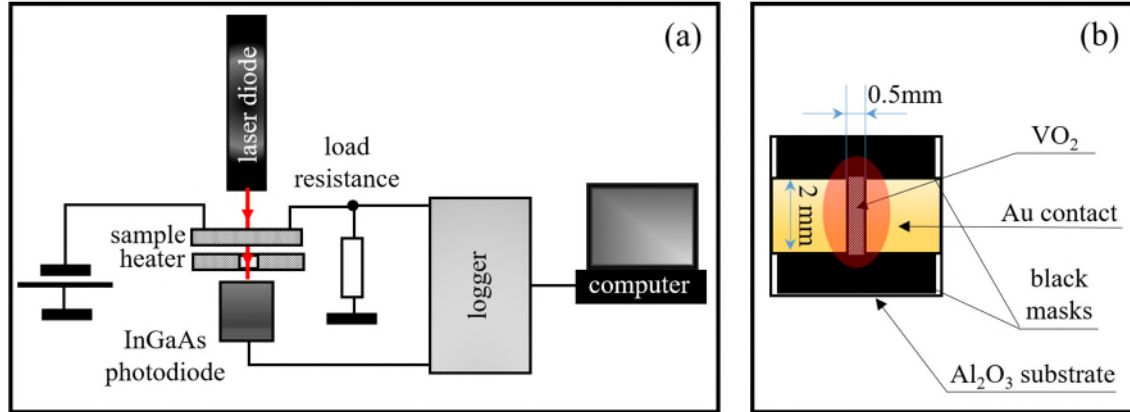 (a)
laser diode
load
resistance
sample
heater
InGaAs
photodiode
logger
computer
(b)
0.5mm
VO₂
2 mm
Au contact
black
masks
Al₂O₃ substrate